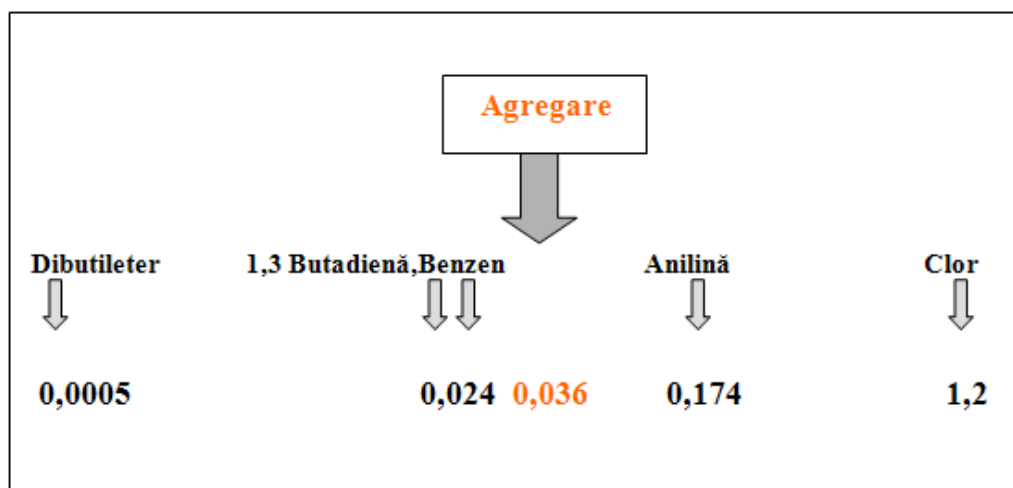 Agregare
Dibutileter 1,3 Butadienă,Benzen Anilină Clor
0,0005 0,024 0,036 0,174 1,2